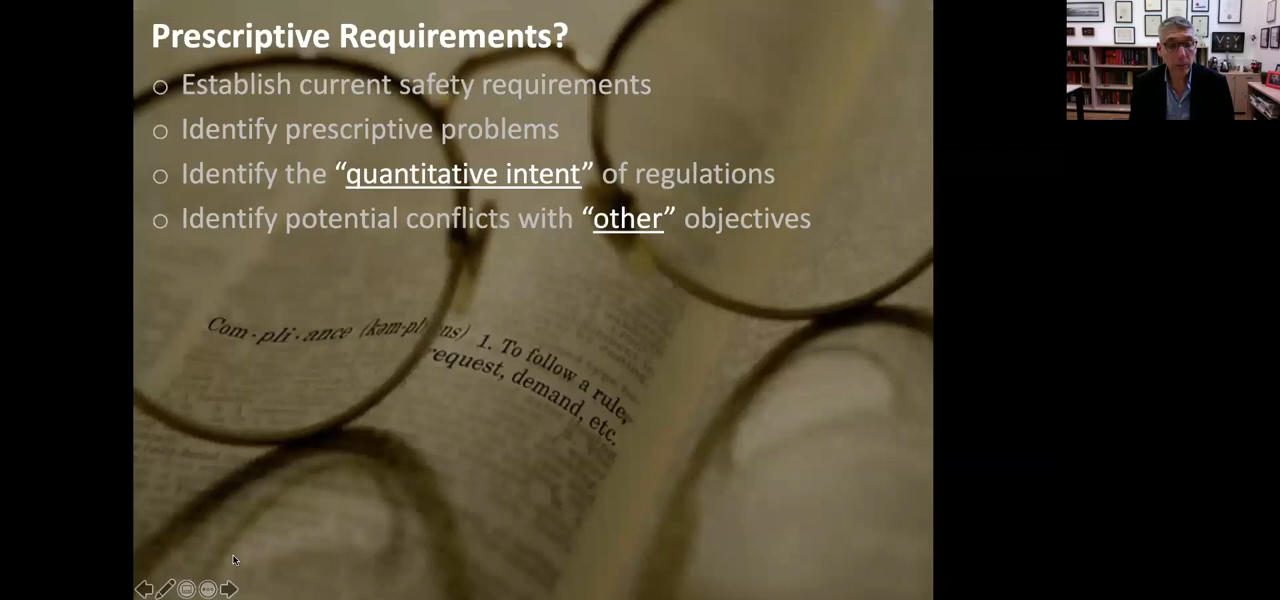 Prescriptive Requirements?
○ Establish current safety requirements
○ Identify prescriptive problems
○ Identify the “quantitative intent” of regulations
○ Identify potential conflicts with “other” objectives
Com·pli·ance (kəm-plī ns) 1. To follow a rule,
request, demand, etc.